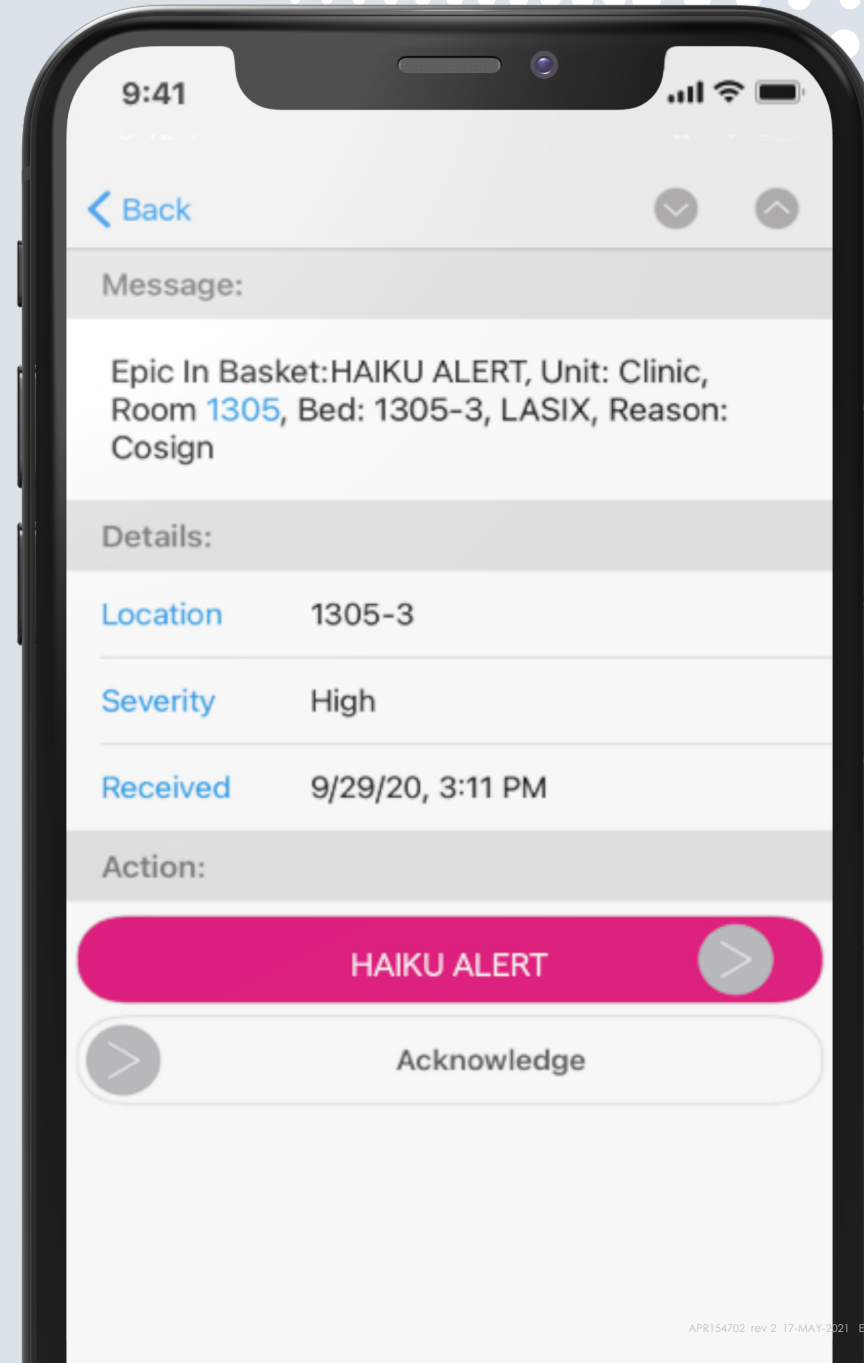 9:41
Back
Message:
Epic In Basket:HAIKU ALERT, Unit: Clinic,
Room 1305, Bed: 1305-3, LASIX, Reason:
Cosign
Details:
Location 1305-3
Severity High
Received 9/29/20, 3:11 PM
Action:
HAIKU ALERT
Acknowledge
APR154702 rev 2 17-MAY-2021 E